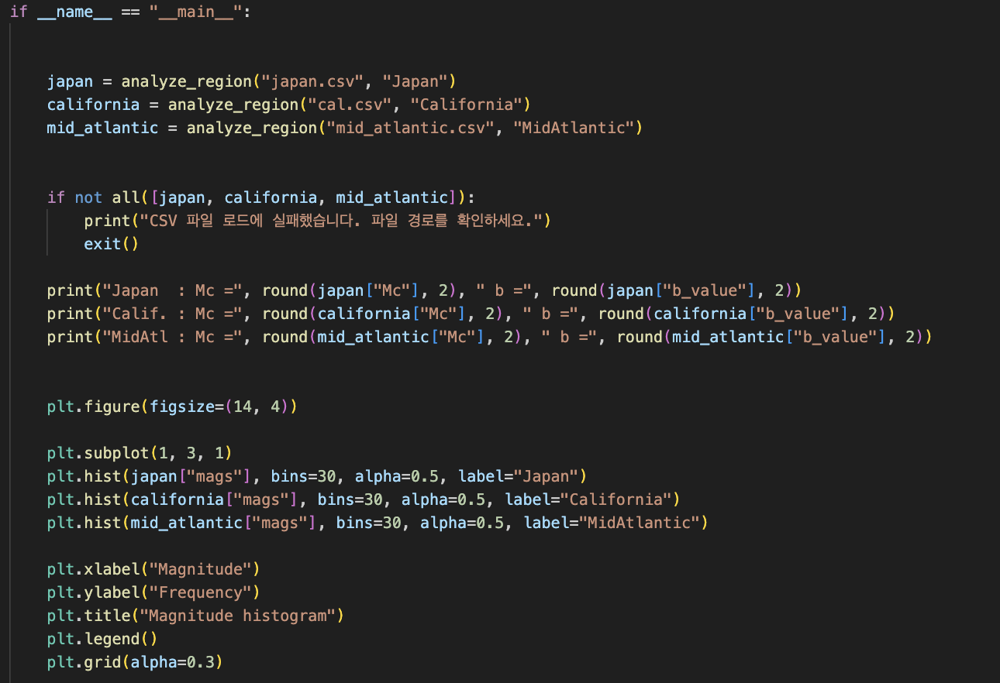 if __name__ == "__main__":
japan = analyze_region("japan.csv", "Japan")
california = analyze_region("cal.csv", "California")
mid_atlantic = analyze_region("mid_atlantic.csv", "MidAtlantic")
if not all([japan, california, mid_atlantic]):
print("CSV 파일 로드에 실패했습니다. 파일 경로를 확인하세요.")
exit()
print("Japan  : Mc =", round(japan["Mc"], 2), " b =", round(japan["b_value"], 2))
print("Calif. : Mc =", round(california["Mc"], 2), " b =", round(california["b_value"], 2))
print("MidAtl : Mc =", round(mid_atlantic["Mc"], 2), " b =", round(mid_atlantic["b_value"], 2))
plt.figure(figsize=(14, 4))
plt.subplot(1, 3, 1)
plt.hist(japan["mags"], bins=30, alpha=0.5, label="Japan")
plt.hist(california["mags"], bins=30, alpha=0.5, label="California")
plt.hist(mid_atlantic["mags"], bins=30, alpha=0.5, label="MidAtlantic")
plt.xlabel("Magnitude")
plt.ylabel("Frequency")
plt.title("Magnitude histogram")
plt.legend()
plt.grid(alpha=0.3)